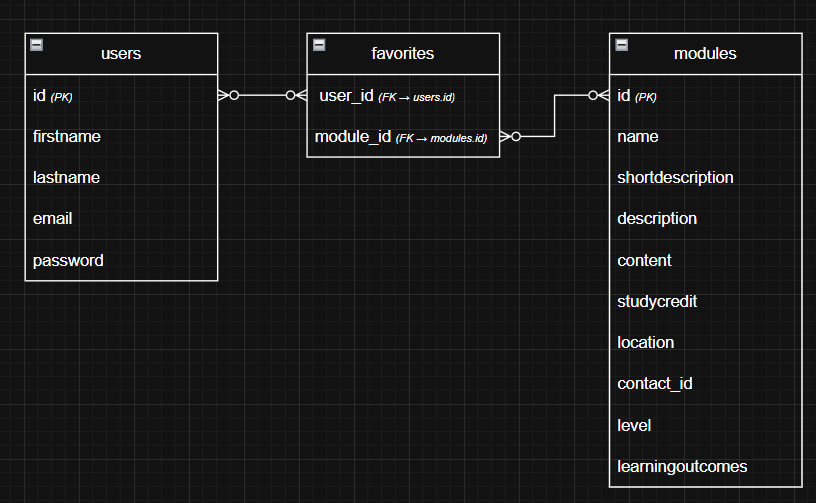 users
id (PK)
firstname
lastname
email
password
favorites
user_id (FK → users.id)
module_id (FK → modules.id)
modules
id (PK)
name
shortdescription
description
content
studycredit
location
contact_id
level
learningoutcomes